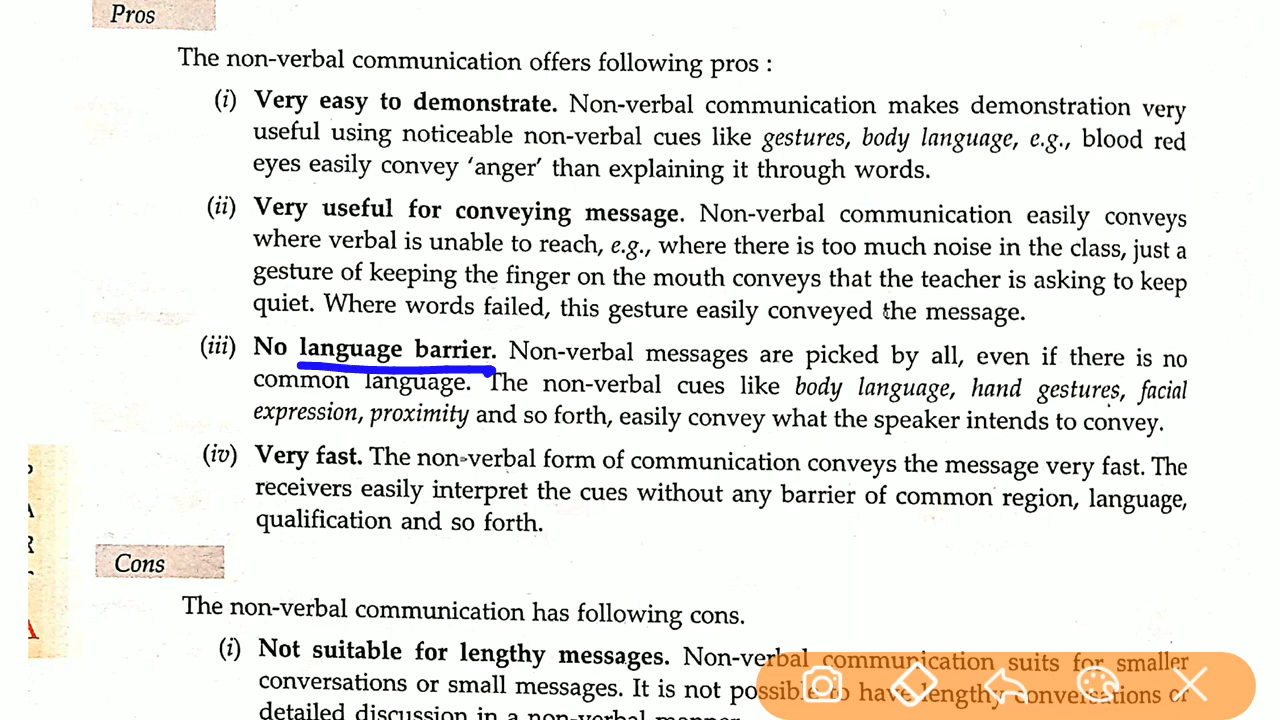 Pros
The non-verbal communication offers following pros :
(i) Very easy to demonstrate. Non-verbal communication makes demonstration very
useful using noticeable non-verbal cues like gestures, body language, e.g., blood red
eyes easily convey ‘anger’ than explaining it through words.
(ii) Very useful for conveying message. Non-verbal communication easily conveys
where verbal is unable to reach, e.g., where there is too much noise in the class, just a
gesture of keeping the finger on the mouth conveys that the teacher is asking to keep
quiet. Where words failed, this gesture easily conveyed the message.
(iii) No language barrier. Non-verbal messages are picked by all, even if there is no
common language. The non-verbal cues like body language, hand gestures, facial
expression, proximity and so forth, easily convey what the speaker intends to convey.
(iv) Very fast. The non-verbal form of communication conveys the message very fast. The
receivers easily interpret the cues without any barrier of common region, language,
qualification and so forth.
Cons
The non-verbal communication has following cons.
(i) Not suitable for lengthy messages. Non-verbal communication suits for smaller
conversations or small messages. It is not possible to have lengthy conversations or
detailed discussion in a non-verbal manner.